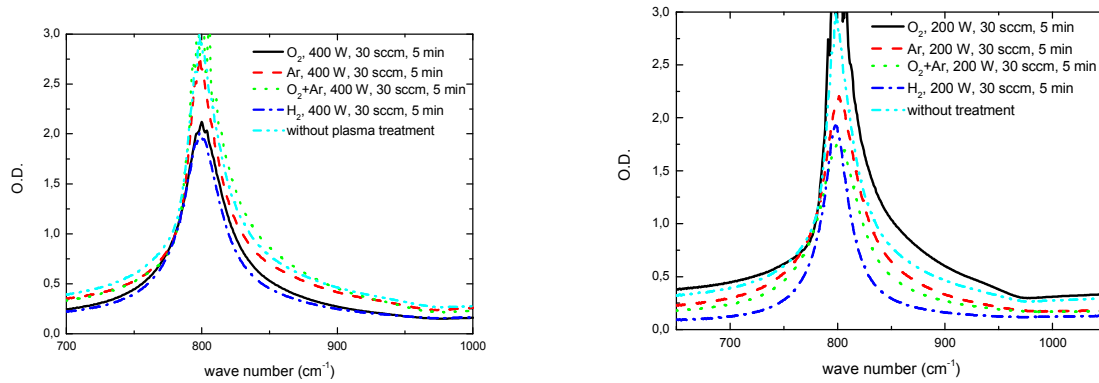 3,0
2,5
2,0
1,5
1,0
0,5
0,0
O.D.
O₂, 400 W, 30 sccm, 5 min
Ar, 400 W, 30 sccm, 5 min
O₂+Ar, 400 W, 30 sccm, 5 min
H₂, 400 W, 30 sccm, 5 min
without plasma treatment
700 800 900 1000
wave number (cm⁻¹)
3,0
2,5
2,0
1,5
1,0
0,5
0,0
O.D.
O₂, 200 W, 30 sccm, 5 min
Ar, 200 W, 30 sccm, 5 min
O₂+Ar, 200 W, 30 sccm, 5 min
H₂, 200 W, 30 sccm, 5 min
without treatment
700 800 900 1000
wave number (cm⁻¹)